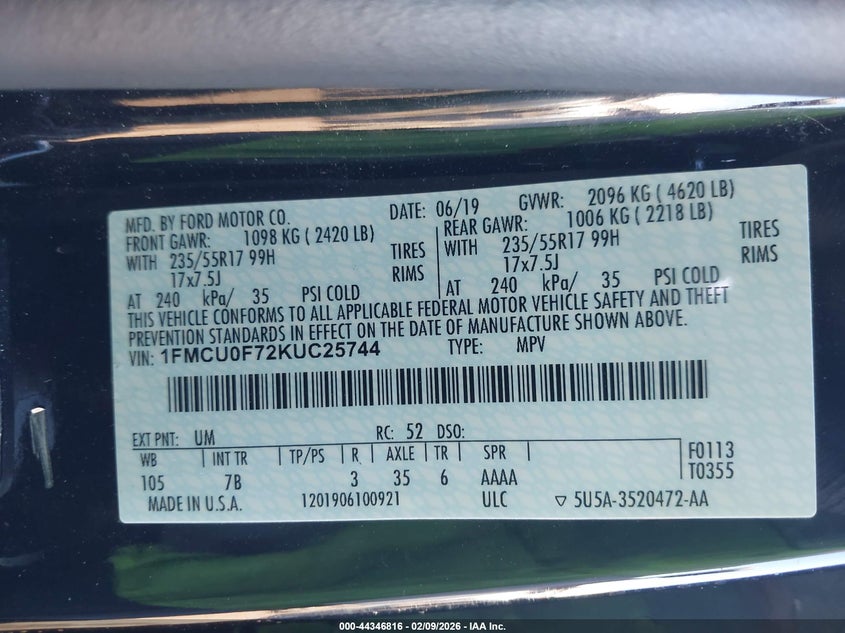 MFD. BY FORD MOTOR CO. DATE: 06/19 GVWR: 2096 KG ( 4620 LB)
FRONT GAWR: 1098 KG ( 2420 LB) REAR GAWR: 1006 KG ( 2218 LB)
WITH 235/55R17 99H TIRES WITH 235/55R17 99H TIRES
17x7.5J RIMS 17x7.5J RIMS
AT 240 kPa/ 35 PSI COLD AT 240 kPa/ 35 PSI COLD
THIS VEHICLE CONFORMS TO ALL APPLICABLE FEDERAL MOTOR VEHICLE SAFETY AND THEFT
PREVENTION STANDARDS IN EFFECT ON THE DATE OF MANUFACTURE SHOWN ABOVE.
VIN: 1FMCU0F72KUC25744 TYPE: MPV
EXT PNT: UM RC: 52 DSO:
WB INT TR TP/PS R AXLE TR SPR F0113
105 7B 3 35 6 AAAA T0355
MADE IN U.S.A. 1201906100921 ULC ▽ 5U5A-3520472-AA
000-44346816 - 02/09/2026 - IAA Inc.